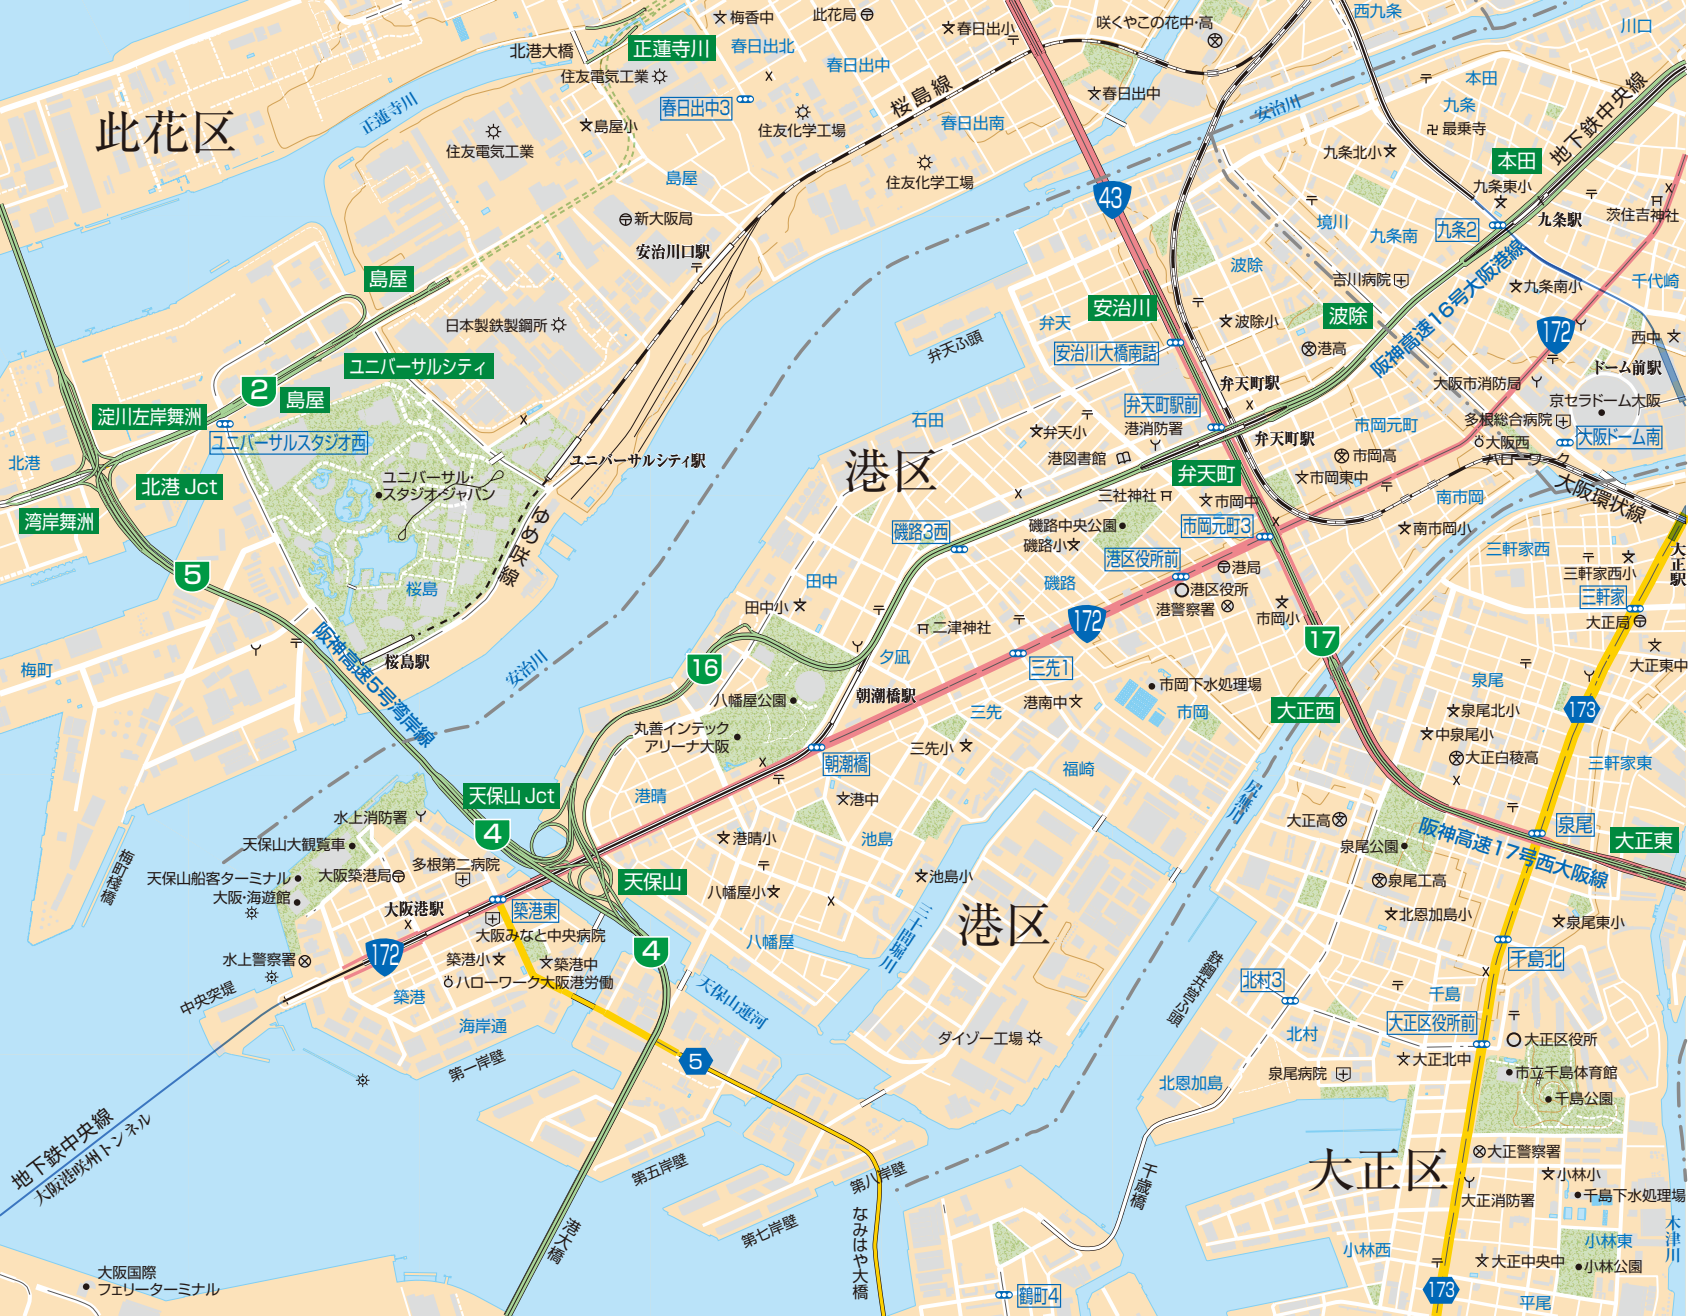 梅香中
此花局
春日出小
咲くやこの花中・高
西九条
川口
正蓮寺川
春日出北
北港大橋
住友電気工業
春日出中
本田
桜島線
春日出中
九条
地下鉄中央線
春日出中3
住友化学工場
春日出南
安治川
最乗寺
此花区
正蓮寺川
住友電気工業
島屋小
九条北小
本田
島屋
住友化学工場
43
九条東小
茨住吉神社
新大阪局
境川
九条南
九条2
九条駅
安治川口駅
波除
島屋
吉川病院
九条南小
千代崎
日本製鉄製鋼所
安治川
弁天
波除小
波除
阪神高速16号大阪港線
172
西中
弁天ふ頭
安治川大橋南詰
港高
ユニバーサルシティ
弁天町駅
大阪市消防局
ドーム前駅
2
島屋
淀川左岸舞洲
弁天町駅前
京セラドーム大阪
石田
弁天小
港消防署
市岡元町
多根総合病院
ユニバーサルスタジオ西
弁天町駅
大阪西
ハローワーク
大阪ドーム南
北港
港区
港図書館
市岡高
ユニバーサルシティ駅
弁天町
市岡東中
大阪環状線
ユニバーサル・
スタジオ・ジャパン
北港 Jct
三社神社
市岡中
南市岡
湾岸舞洲
ゆめ咲線
磯路3西
磯路中央公園
市岡元町3
南市岡小
磯路小
三軒家西
大正駅
港区役所前
港局
5
田中
磯路
三軒家西小
桜島
港区役所
三軒家
田中小
港警察署
市岡小
172
大正局
二津神社
17
阪神高速5号湾岸線
夕凪
梅町
桜島駅
安治川
16
三先1
大正東中
泉尾
朝潮橋駅
市岡下水処理場
八幡屋公園
港南中
市岡
大正西
173
三先
泉尾北小
丸善インテック
アリーナ大阪
三先小
中泉尾小
大正白稜高
朝潮橋
福崎
三軒家東
天保山 Jct
港晴
港中
尻無川
水上消防署
大正高
阪神高速17号西大阪線
泉尾
4
天保山大観覧車
港晴小
池島
泉尾公園
大正東
梅町桟橋
多根第二病院
天保山客船ターミナル
大阪築港局
天保山
池島小
泉尾工高
大阪・海遊館
八幡屋小
大阪港駅
築港東
三十間堀川
港区
北恩加島小
泉尾東小
大阪みなと中央病院
八幡屋
172
4
水上警察署
築港小
築港中
鉄鋼共営ふ頭
千島北
ハローワーク大阪港労働
北村3
中央突堤
築港
天保山運河
千島
海岸通
大正区役所前
北村
ダイゾー工場
大正区役所
第一岸壁
5
大正北中
泉尾病院
市立千島体育館
北恩加島
千島公園
地下鉄中央線
大阪港咲州トンネル
第五岸壁
第八岸壁
千歳橋
大正区
大正警察署
小林小
大正消防署
千島下水処理場
港大橋
第七岸壁
なみはや大橋
小林西
小林東
木津川
大正中央中
小林公園
大阪国際
フェリーターミナル
鶴町4
173
平尾